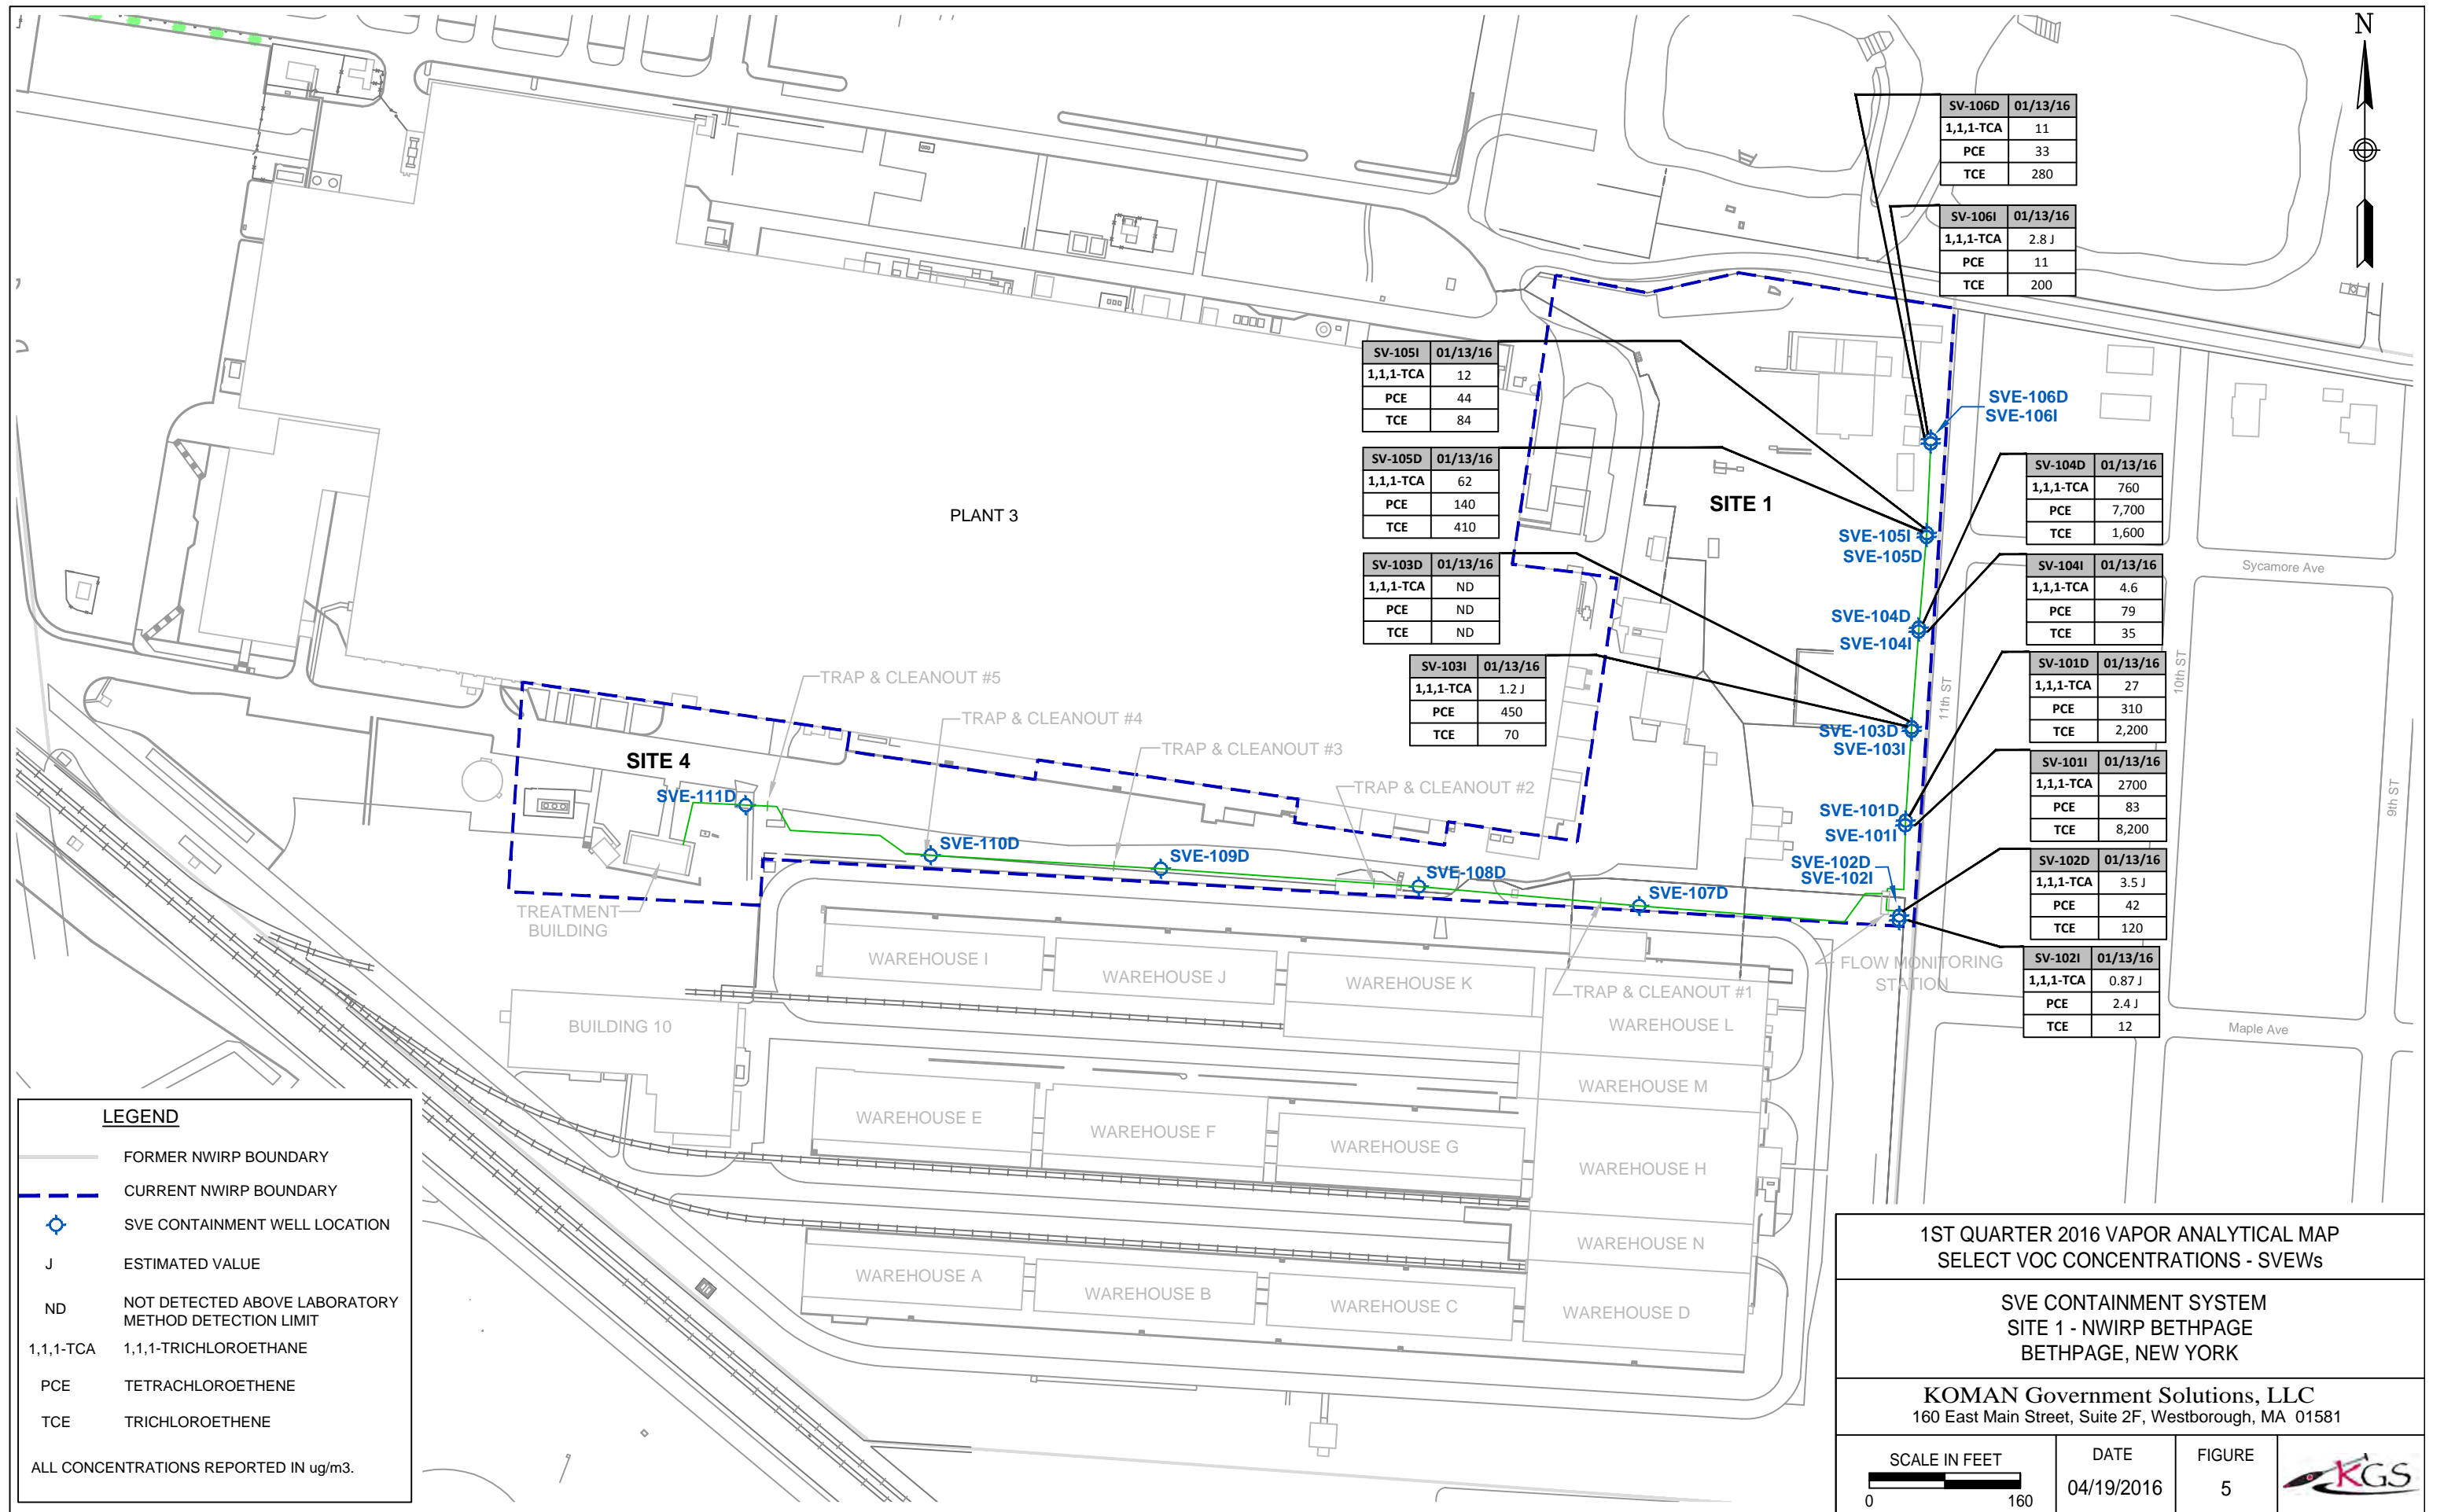 N
SV-106D 01/13/16
1,1,1-TCA 11
PCE 33
TCE 280
SV-106I 01/13/16
1,1,1-TCA 2.8 J
PCE 11
TCE 200
SV-105I 01/13/16
1,1,1-TCA 12
PCE 44
TCE 84
SV-105D 01/13/16
1,1,1-TCA 62
PCE 140
TCE 410
SV-103D 01/13/16
1,1,1-TCA ND
PCE ND
TCE ND
SV-103I 01/13/16
1,1,1-TCA 1.2 J
PCE 450
TCE 70
SV-104D 01/13/16
1,1,1-TCA 760
PCE 7,700
TCE 1,600
SV-104I 01/13/16
1,1,1-TCA 4.6
PCE 79
TCE 35
SV-101D 01/13/16
1,1,1-TCA 27
PCE 310
TCE 2,200
SV-101I 01/13/16
1,1,1-TCA 2700
PCE 83
TCE 8,200
SV-102D 01/13/16
1,1,1-TCA 3.5 J
PCE 42
TCE 120
SV-102I 01/13/16
1,1,1-TCA 0.87 J
PCE 2.4 J
TCE 12
SVE-106D
SVE-106I
SITE 1
PLANT 3
SVE-105I
SVE-105D
SVE-104D
SVE-104I
SVE-103D
SVE-103I
SVE-101D
SVE-101I
SVE-102D
SVE-102I
Sycamore Ave
11th ST
10th ST
9th ST
Maple Ave
TRAP & CLEANOUT #5
TRAP & CLEANOUT #4
TRAP & CLEANOUT #3
TRAP & CLEANOUT #2
TRAP & CLEANOUT #1
SITE 4
SVE-111D
SVE-110D
SVE-109D
SVE-108D
SVE-107D
TREATMENT
BUILDING
FLOW MONITORING
STATION
WAREHOUSE I
WAREHOUSE J
WAREHOUSE K
WAREHOUSE L
BUILDING 10
WAREHOUSE M
WAREHOUSE E
WAREHOUSE F
WAREHOUSE G
WAREHOUSE H
WAREHOUSE N
WAREHOUSE A
WAREHOUSE B
WAREHOUSE C
WAREHOUSE D
LEGEND
FORMER NWIRP BOUNDARY
CURRENT NWIRP BOUNDARY
SVE CONTAINMENT WELL LOCATION
J ESTIMATED VALUE
ND NOT DETECTED ABOVE LABORATORY
METHOD DETECTION LIMIT
1,1,1-TCA 1,1,1-TRICHLOROETHANE
PCE TETRACHLOROETHENE
TCE TRICHLOROETHENE
ALL CONCENTRATIONS REPORTED IN ug/m3.
1ST QUARTER 2016 VAPOR ANALYTICAL MAP
SELECT VOC CONCENTRATIONS - SVEWs
SVE CONTAINMENT SYSTEM
SITE 1 - NWIRP BETHPAGE
BETHPAGE, NEW YORK
KOMAN Government Solutions, LLC
160 East Main Street, Suite 2F, Westborough, MA 01581
SCALE IN FEET
0 160
DATE
04/19/2016
FIGURE
5
KGS